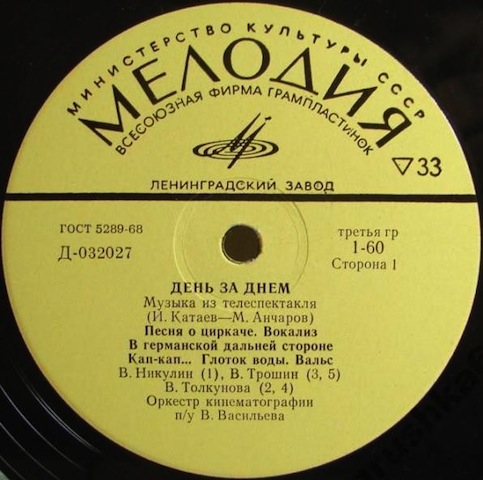 МИНИСТЕРСТВО КУЛЬТУРЫ СССР
МЕЛОДИЯ
ВСЕСОЮЗНАЯ ФИРМА ГРАМПЛАСТИНОК
33
ЛЕНИНГРАДСКИЙ ЗАВОД
ГОСТ 5289-68
Д-032027
третья гр
1-60
Сторона 1
ДЕНЬ ЗА ДНЕМ
Музыка из телеспектакля
(И. Катаев—М. Анчаров)
Песня о циркаче. Вокализ
В германской дальней стороне
Кап-кап... Глоток воды. Вальс
В. Никулин (1), В. Трошин (3, 5)
В. Толкунова (2, 4)
Оркестр кинематографии
п/у В. Васильева